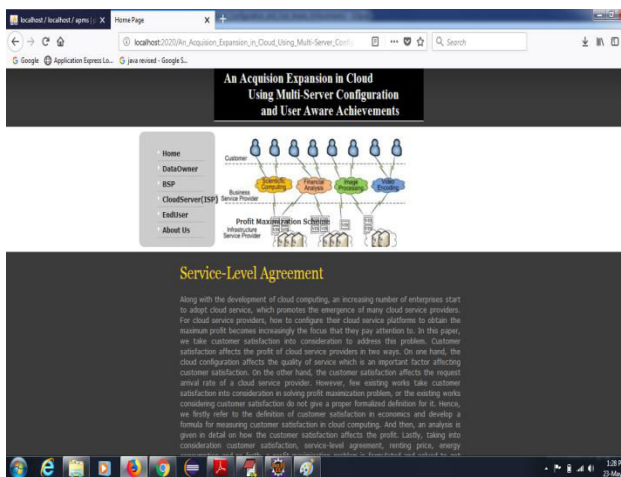 localhost / localhost / apms | p
Home Page
localhost:2020/An_Acquision_Expansion_in_Cloud_Using_Multi-Server_Config
Search
Google
Application Express Lo...
java revised - Google S...
An Acquision Expansion in Cloud
Using Multi-Server Configuration
and User Aware Achievements
Home
DataOwner
BSP
CloudServer(ISP)
EndUser
About Us
Customer
Scientific
Computing
Financial
Analysis
Image
Processing
Video
Encoding
Business
Service Provider
Profit Maximization Scheme
Infrastructure
Service Provider
Service-Level Agreement
Along with the development of cloud computing, an increasing number of enterprises start
to adopt cloud service, which promotes the emergence of many cloud service providers.
For cloud service providers, how to configure their cloud service platforms to obtain the
maximum profit becomes increasingly the focus that they pay attention to. In this paper,
we take customer satisfaction into consideration to address this problem. Customer
satisfaction affects the profit of cloud service providers in two ways. On one hand, the
cloud configuration affects the quality of service which is an important factor affecting
customer satisfaction. On the other hand, the customer satisfaction affects the request
arrival rate of a cloud service provider. However, few existing works take customer
satisfaction into consideration in solving profit maximization problem, or the existing works
considering customer satisfaction do not give a proper formalized definition for it. Hence,
we firstly refer to the definition of customer satisfaction in economics and develop a
formula for measuring customer satisfaction in cloud computing. And then, an analysis is
given in detail on how the customer satisfaction affects the profit. Lastly, taking into
consideration customer satisfaction, service-level agreement, renting price, energy
1:28 P
23-May